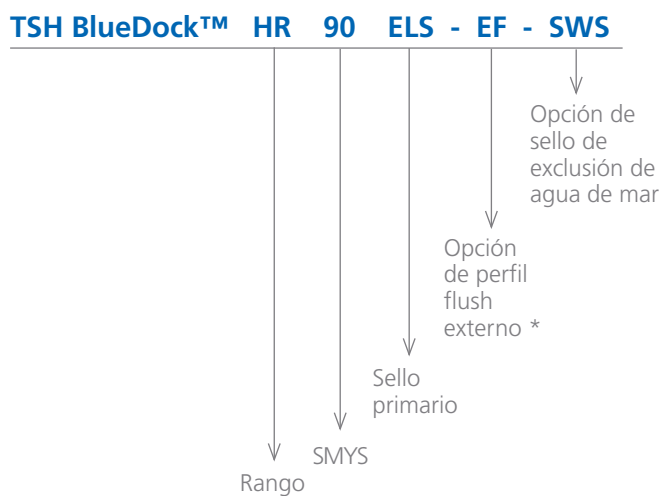 TSH BlueDock™ HR 90 ELS - EF - SWS
Opción de
sello de
exclusión de
agua de mar
Opción
de perfil
flush
externo *
Sello
primario
SMYS
Rango